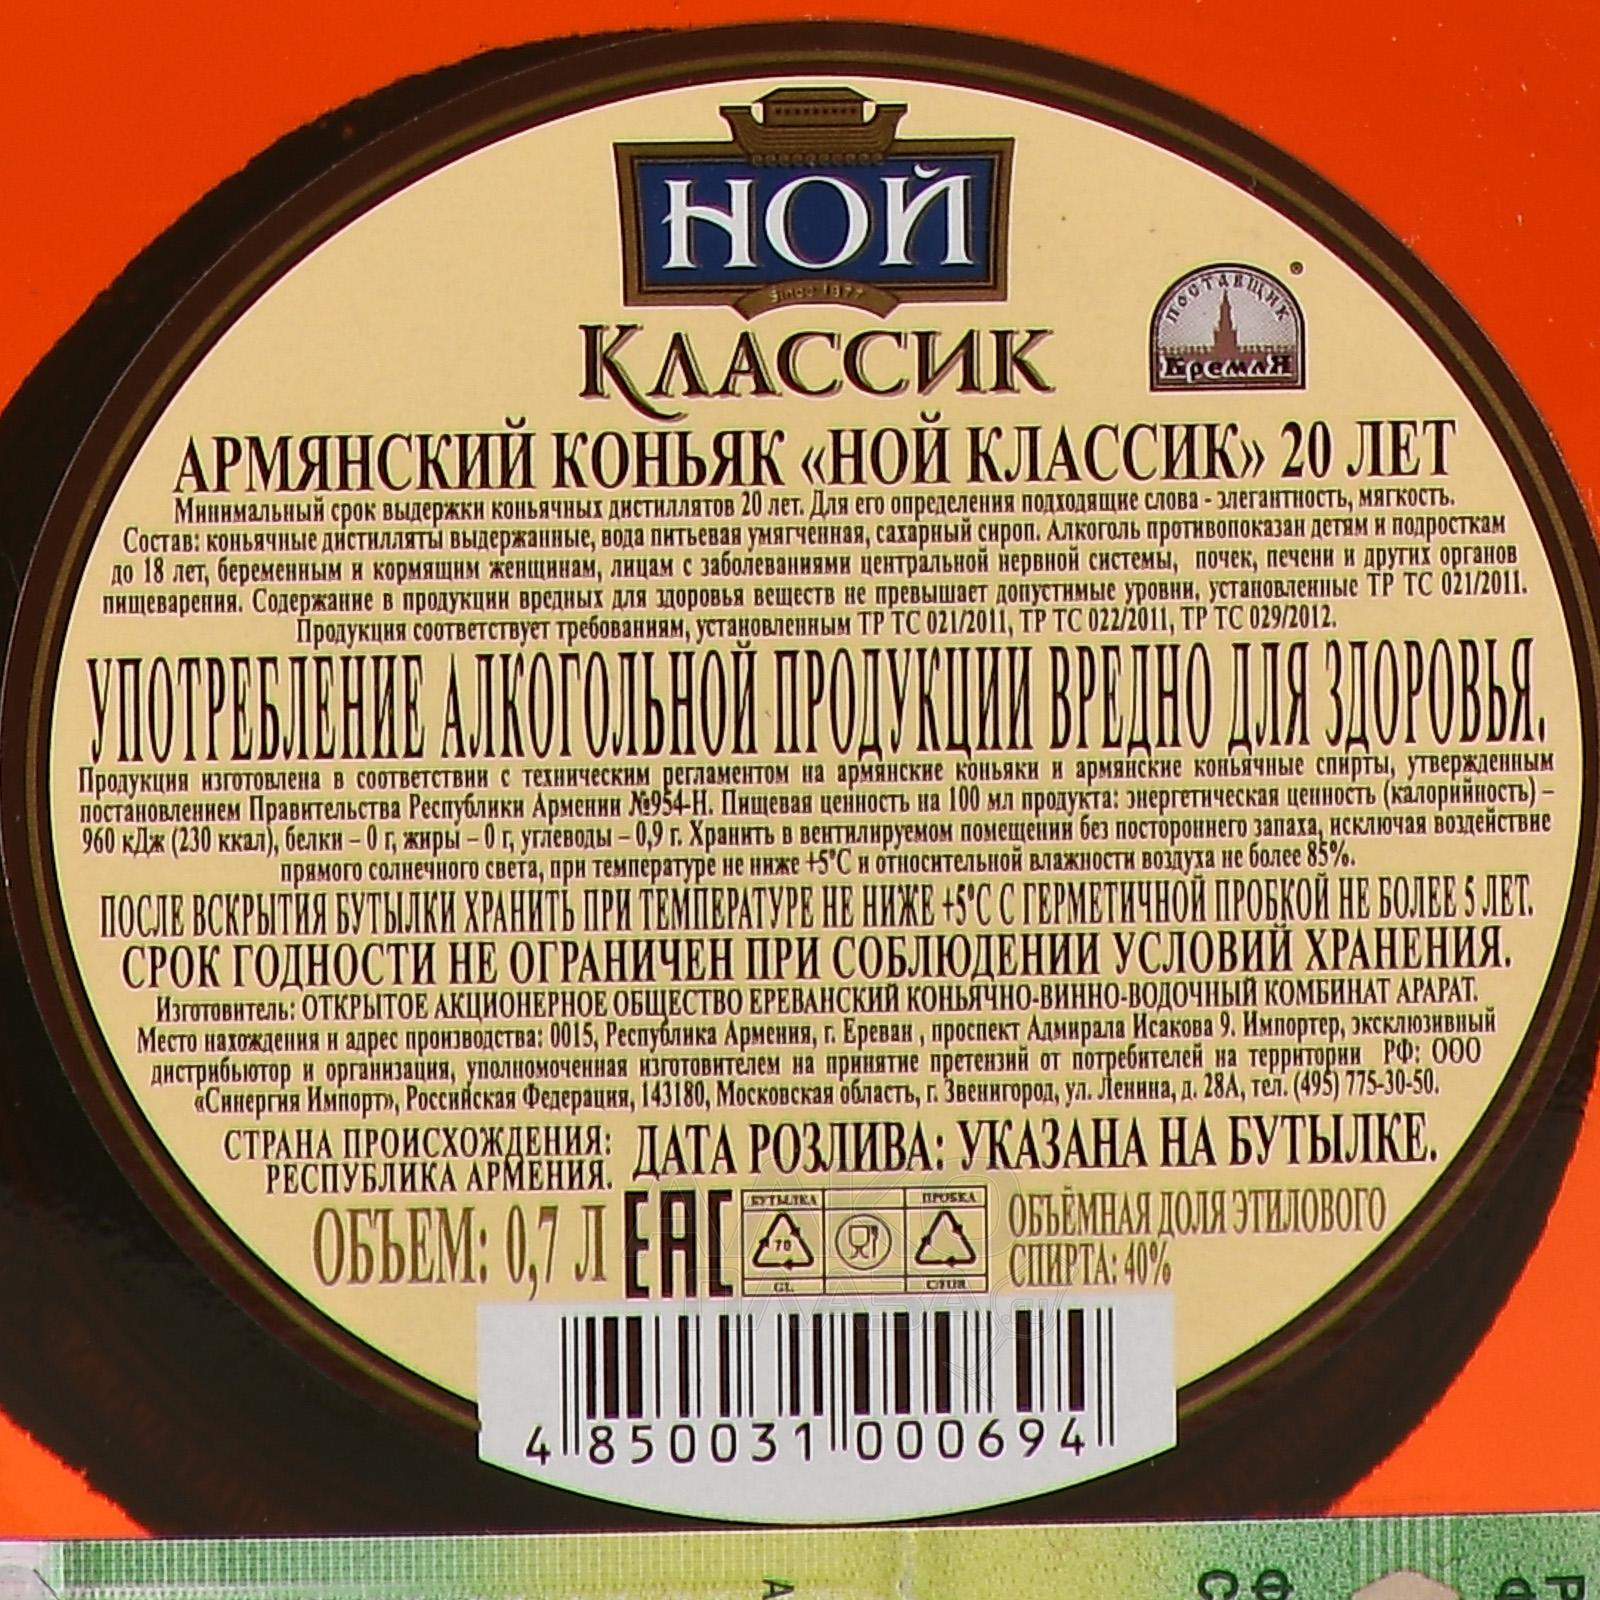 НОЙ
Since 1877
КЛАССИК
ПОСТАВЩИК
Кремля
АРМЯНСКИЙ КОНЬЯК «НОЙ КЛАССИК» 20 ЛЕТ
Минимальный срок выдержки коньячных дистиллятов 20 лет. Для его определения подходящие слова - элегантность, мягкость.
Состав: коньячные дистилляты выдержанные, вода питьевая умягченная, сахарный сироп. Алкоголь противопоказан детям и подросткам
до 18 лет, беременным и кормящим женщинам, лицам с заболеваниями центральной нервной системы, почек, печени и других органов
пищеварения. Содержание в продукции вредных для здоровья веществ не превышает допустимые уровни, установленные ТР ТС 021/2011.
Продукция соответствует требованиям, установленным ТР ТС 021/2011, ТР ТС 022/2011, ТР ТС 029/2012.
УПОТРЕБЛЕНИЕ АЛКОГОЛЬНОЙ ПРОДУКЦИИ ВРЕДНО ДЛЯ ЗДОРОВЬЯ.
Продукция изготовлена в соответствии с техническим регламентом на армянские коньяки и армянские коньячные спирты, утвержденным
постановлением Правительства Республики Армении №954-Н. Пищевая ценность на 100 мл продукта: энергетическая ценность (калорийность) –
960 кДж (230 ккал), белки – 0 г, жиры – 0 г, углеводы – 0,9 г. Хранить в вентилируемом помещении без постороннего запаха, исключая воздействие
прямого солнечного света, при температуре не ниже +5°С и относительной влажности воздуха не более 85%.
ПОСЛЕ ВСКРЫТИЯ БУТЫЛКИ ХРАНИТЬ ПРИ ТЕМПЕРАТУРЕ НЕ НИЖЕ +5°С С ГЕРМЕТИЧНОЙ ПРОБКОЙ НЕ БОЛЕЕ 5 ЛЕТ.
СРОК ГОДНОСТИ НЕ ОГРАНИЧЕН ПРИ СОБЛЮДЕНИИ УСЛОВИЙ ХРАНЕНИЯ.
Изготовитель: ОТКРЫТОЕ АКЦИОНЕРНОЕ ОБЩЕСТВО ЕРЕВАНСКИЙ КОНЬЯЧНО-ВИННО-ВОДОЧНЫЙ КОМБИНАТ АРАРАТ.
Место нахождения и адрес производства: 0015, Республика Армения, г. Ереван , проспект Адмирала Исакова 9. Импортер, эксклюзивный
дистрибьютор и организация, уполномоченная изготовителем на принятие претензий от потребителей на территории РФ: ООО
«Синергия Импорт», Российская Федерация, 143180, Московская область, г. Звенигород, ул. Ленина, д. 28А, тел. (495) 775-30-50.
СТРАНА ПРОИСХОЖДЕНИЯ:
РЕСПУБЛИКА АРМЕНИЯ.
ДАТА РОЗЛИВА: УКАЗАНА НА БУТЫЛКЕ.
ОБЪЕМ: 0,7 Л
ЕАС
БУТЫЛКА
70
GL
ПРОБКА
C/FOR
ОБЪЁМНАЯ ДОЛЯ ЭТИЛОВОГО
СПИРТА: 40%
АЛКО
ПЛАЗА.ru
4 850031 000694